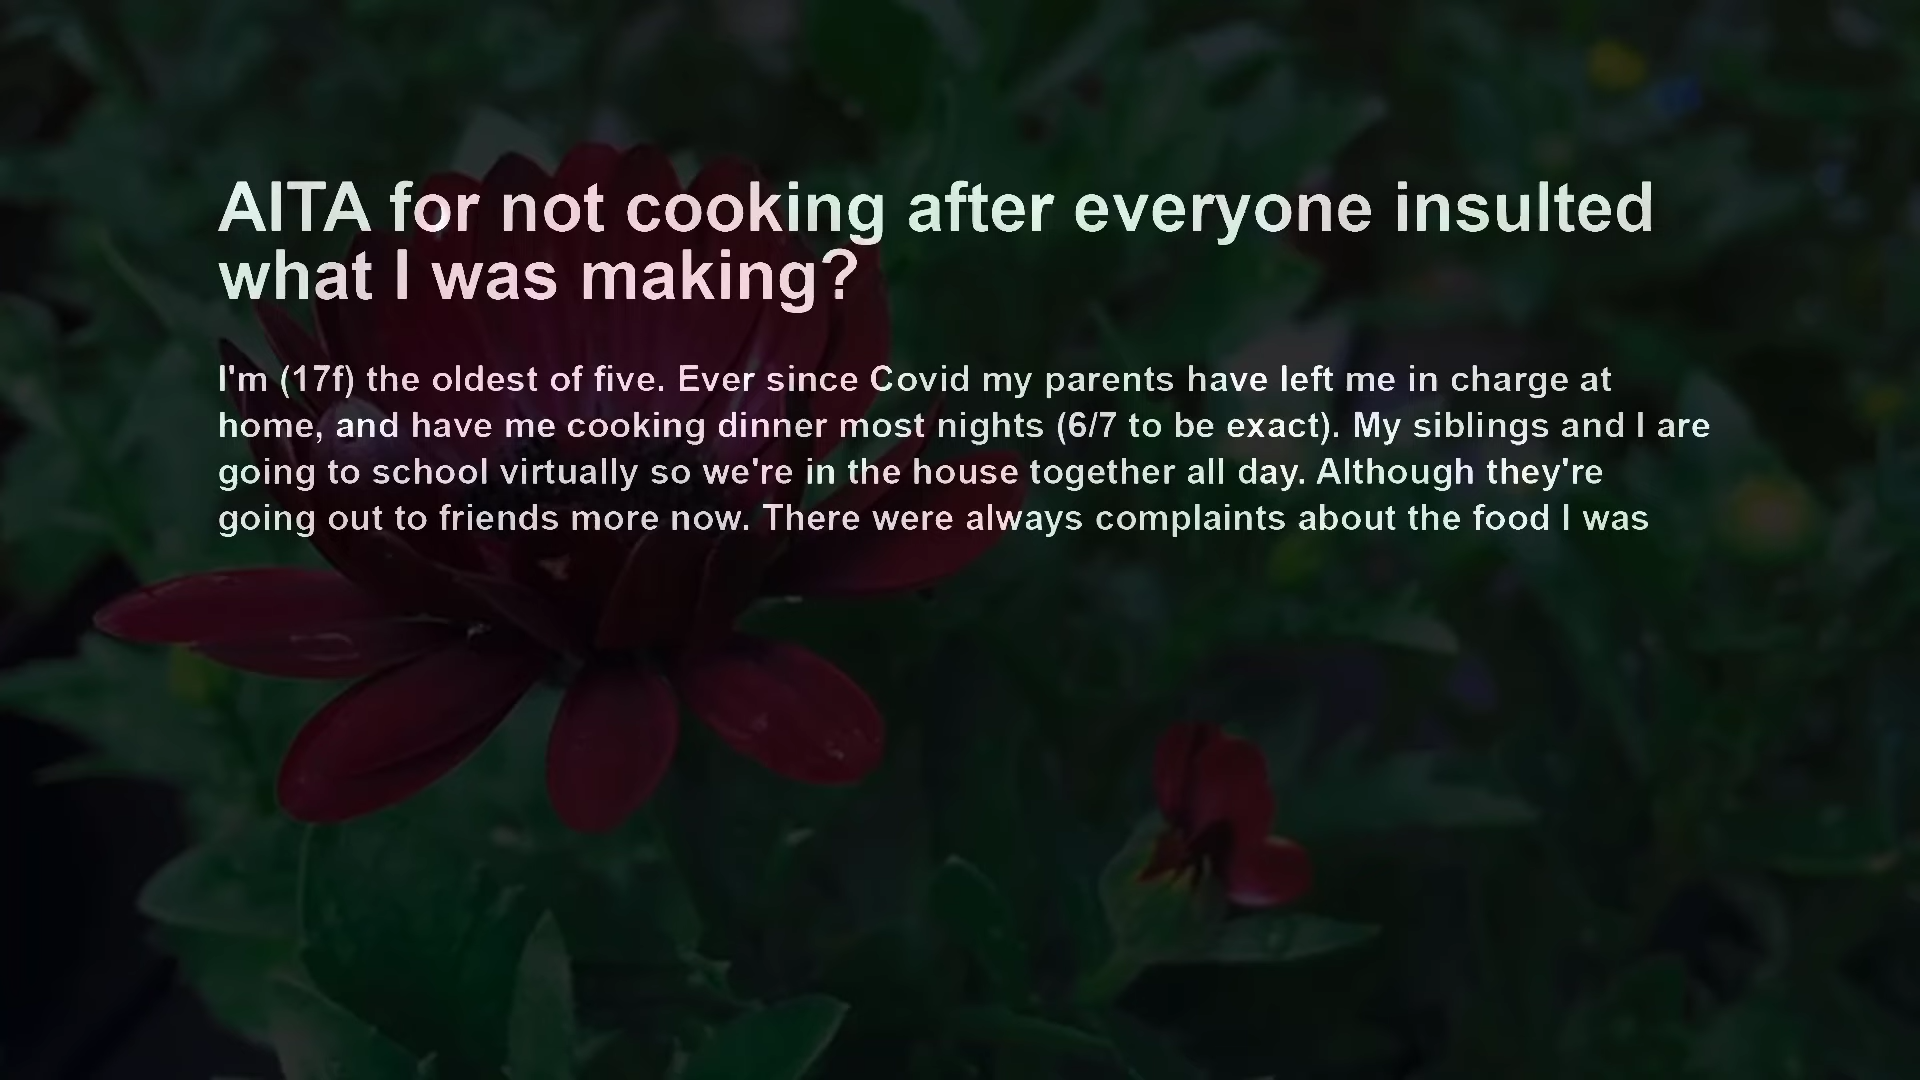 AITA for not cooking after everyone insulted
what I was making?
I'm (17f) the oldest of five. Ever since Covid my parents have left me in charge at
home, and have me cooking dinner most nights (6/7 to be exact). My siblings and I are
going to school virtually so we're in the house together all day. Although they're
going out to friends more now. There were always complaints about the food I was